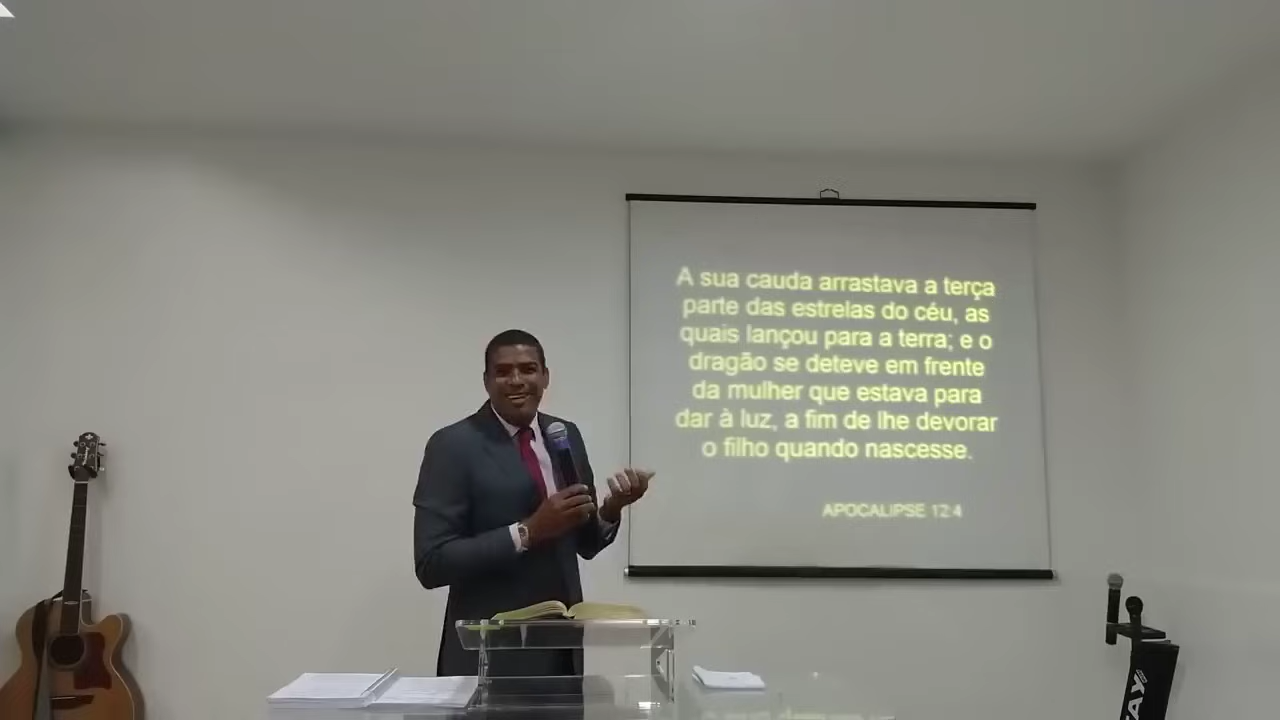 A sua cauda arrastava a terça
parte das estrelas do céu, as
quais lançou para a terra; e o
dragão se deteve em frente
da mulher que estava para
dar à luz, a fim de lhe devorar
o filho quando nascesse.
APOCALIPSE 12:4